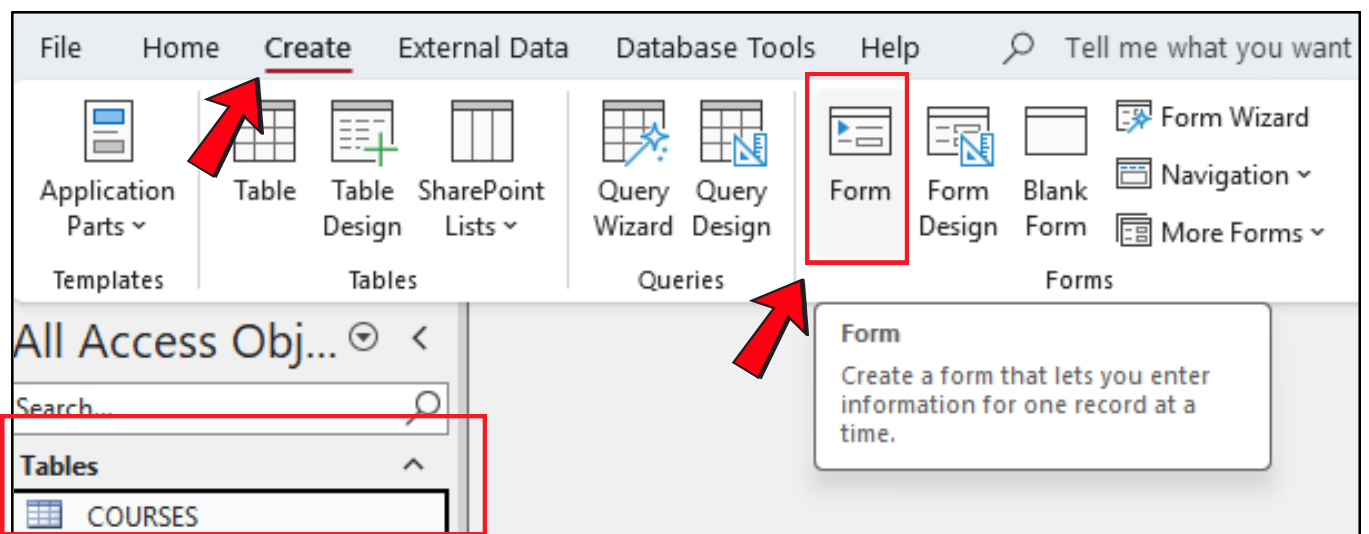 File Home Create External Data Database Tools Help Tell me what you want
Application Parts
Table
Table Design
SharePoint Lists
Query Wizard
Query Design
Form
Form Design
Blank Form
Form Wizard
Navigation
More Forms
Templates
Tables
Queries
Forms
All Access Obj...
Search...
Tables
COURSES
Form
Create a form that lets you enter
information for one record at a
time.